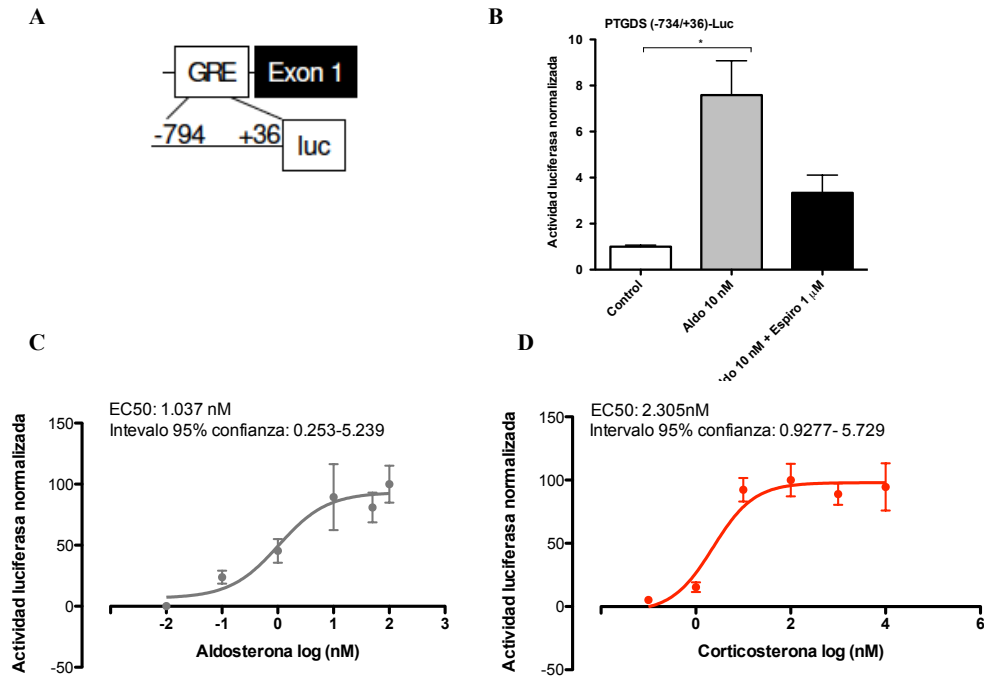 A
GRE
Exon 1
-794
+36
luc
B
PTGDS (-734/+36)-Luc
Actividad luciferasa normalizada
10
8
6
4
2
0
*
Control
Aldo 10 nM
ldo 10 nM + Espiro 1 μM
C
EC50: 1.037 nM
Intevalo 95% confianza: 0.253-5.239
Actividad luciferasa normalizada
150
100
50
0
-50
-2
-1
0
1
2
3
Aldosterona log (nM)
D
EC50: 2.305nM
Intevalo 95% confianza: 0.9277- 5.729
Actividad luciferasa normalizada
150
100
50
0
-50
0
2
4
6
Corticosterona log (nM)